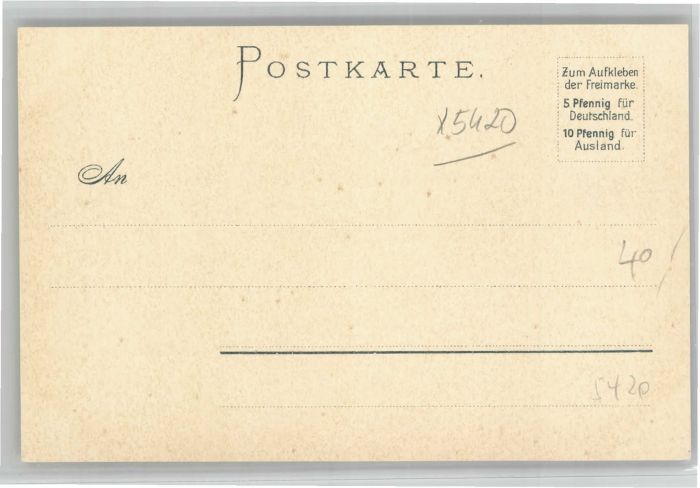 POSTKARTE.
Zum Aufkleben
der Freimarke.
5 Pfennig für
Deutschland.
10 Pfennig für
Ausland.
x5420
An
40
5420